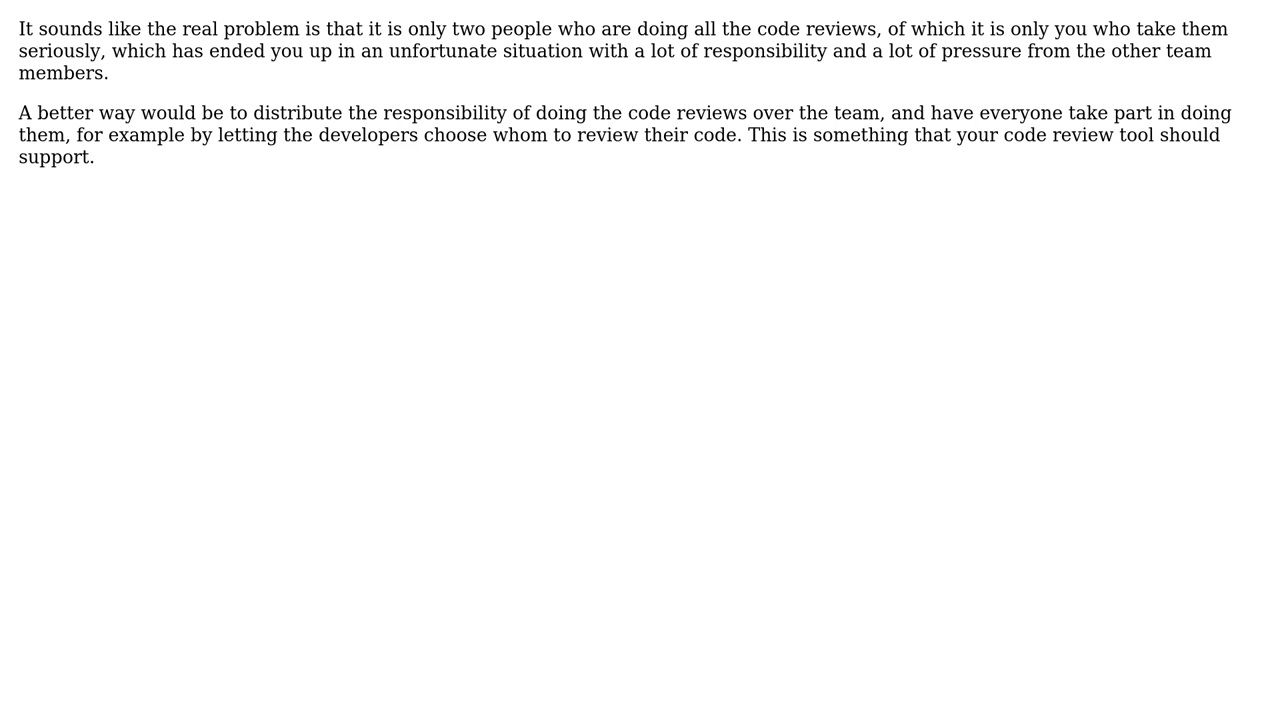 It sounds like the real problem is that it is only two people who are doing all the code reviews, of which it is only you who take them
seriously, which has ended you up in an unfortunate situation with a lot of responsibility and a lot of pressure from the other team
members.
A better way would be to distribute the responsibility of doing the code reviews over the team, and have everyone take part in doing
them, for example by letting the developers choose whom to review their code. This is something that your code review tool should
support.